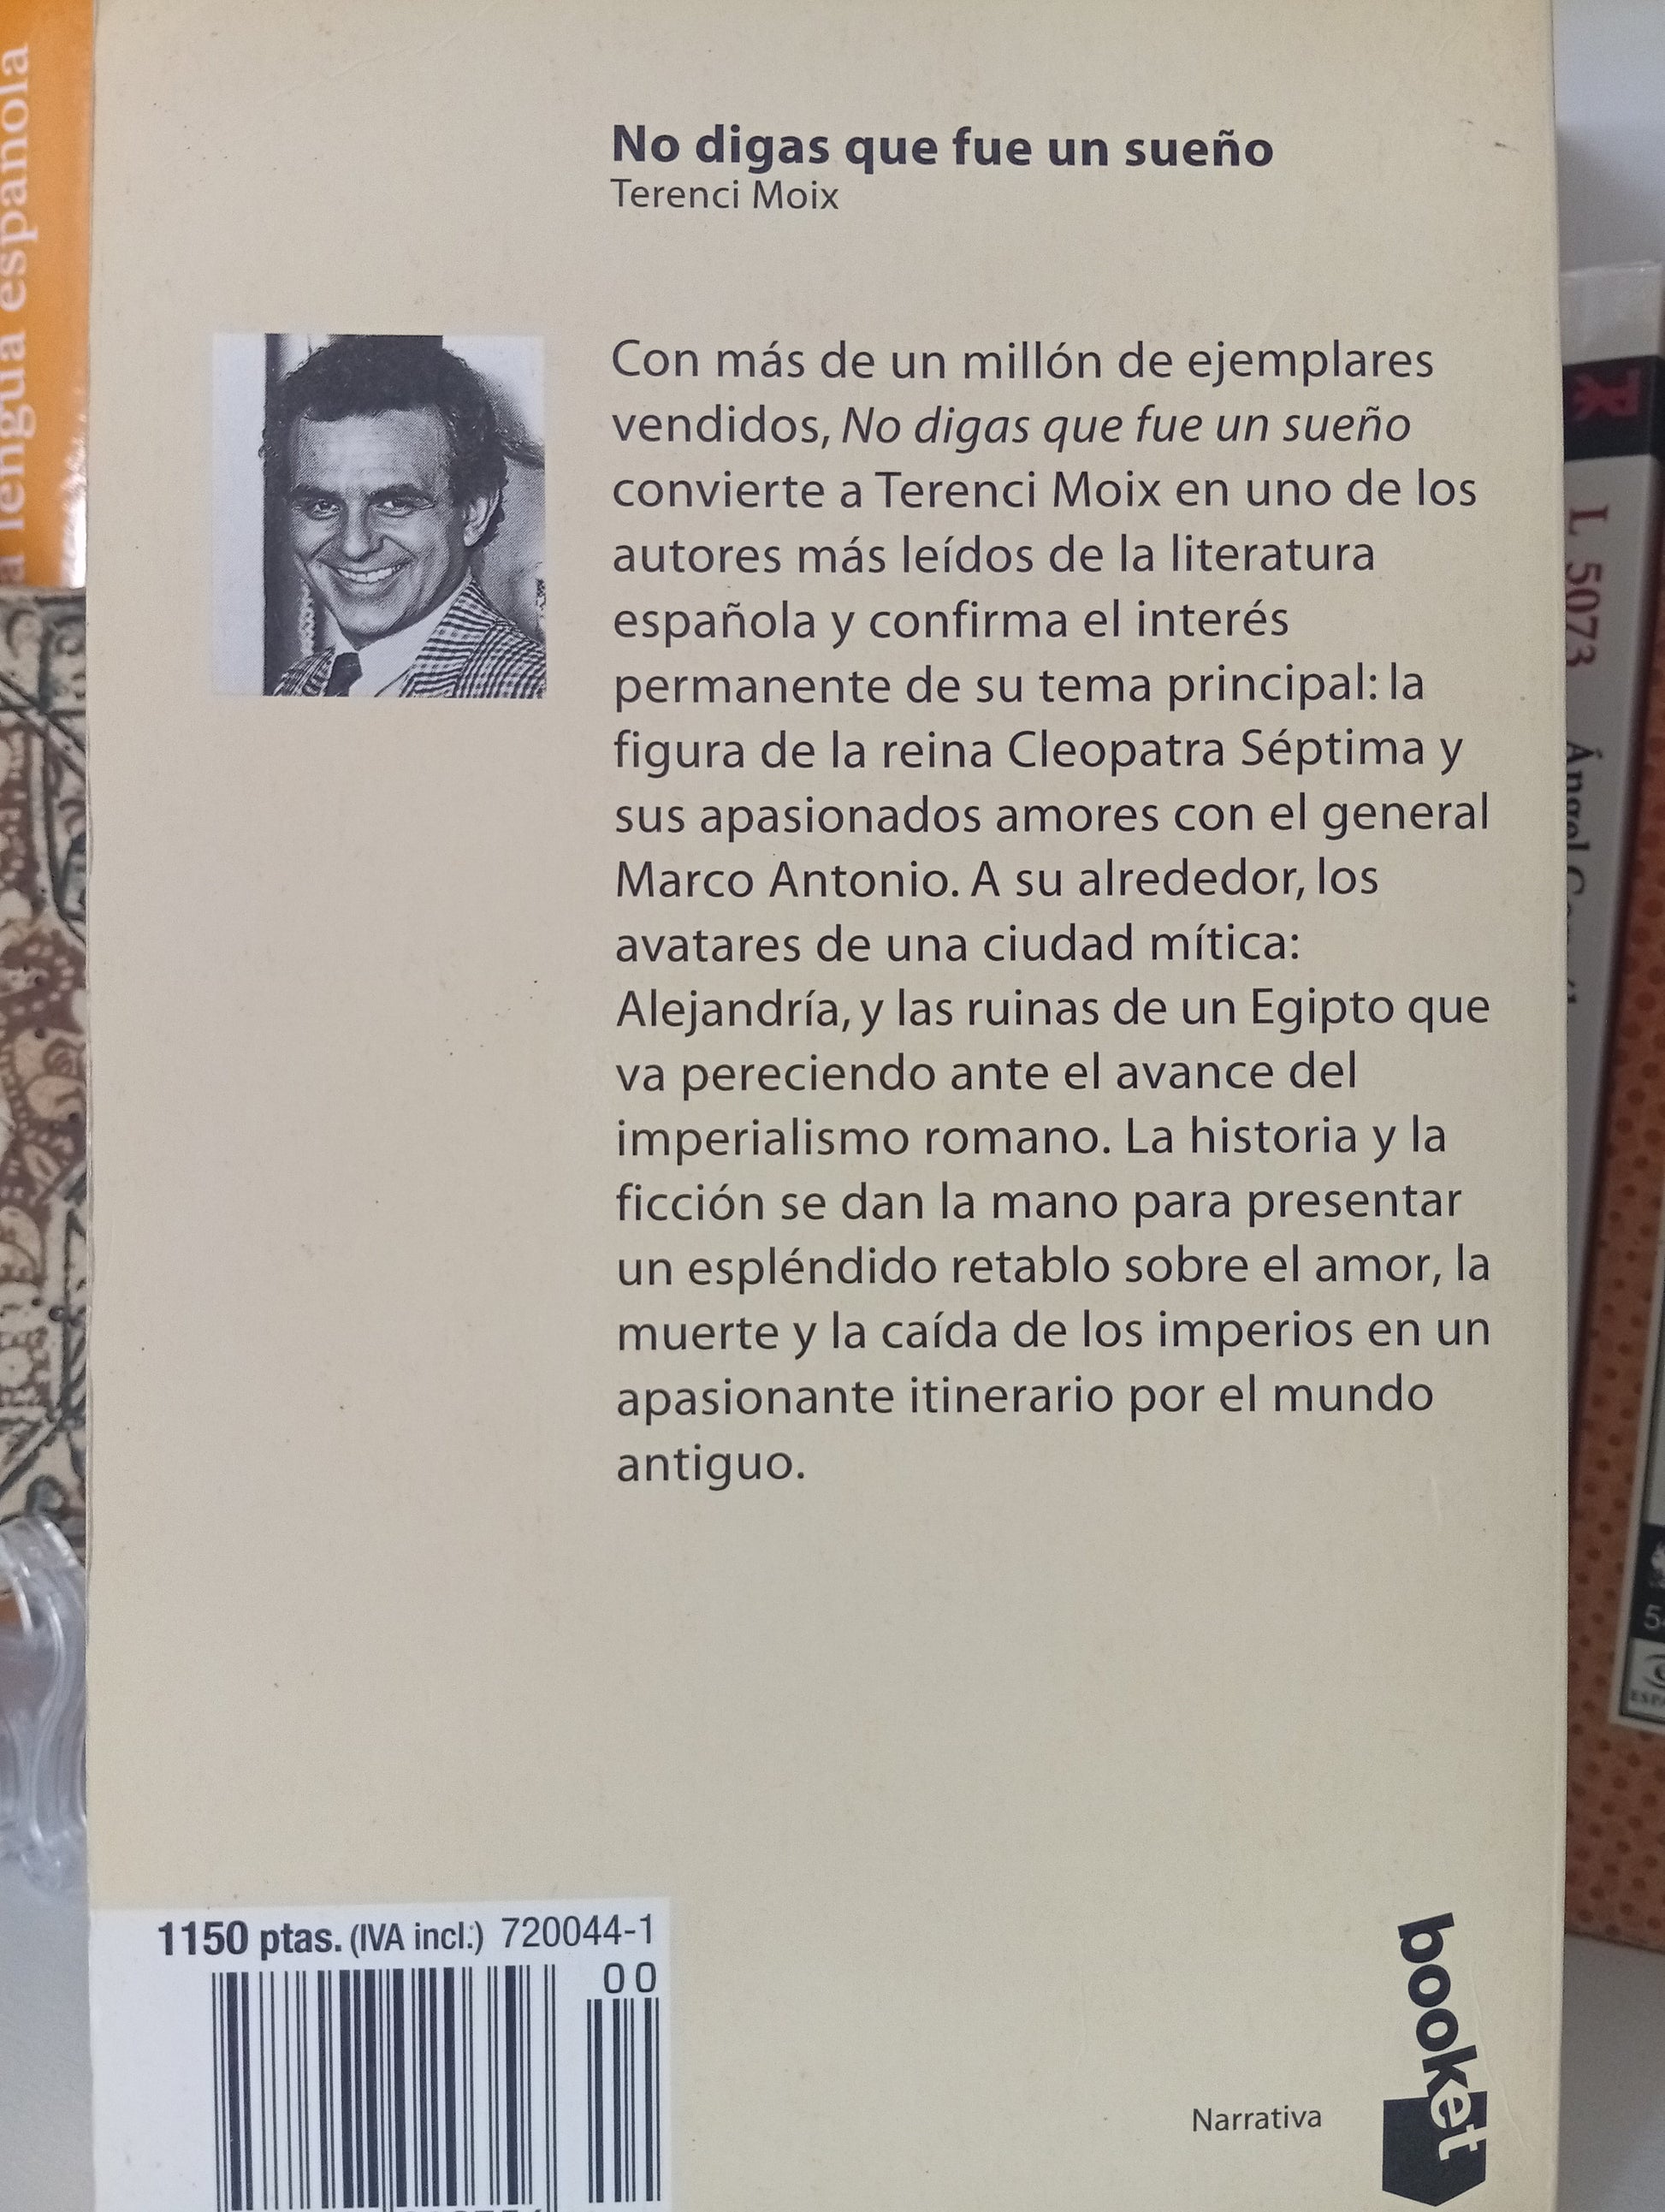 No digas que fue un sueño
Terenci Moix
Con más de un millón de ejemplares
vendidos, No digas que fue un sueño
convierte a Terenci Moix en uno de los
autores más leídos de la literatura
española y confirma el interés
permanente de su tema principal: la
figura de la reina Cleopatra Séptima y
sus apasionados amores con el general
Marco Antonio. A su alrededor, los
avatares de una ciudad mítica:
Alejandría, y las ruinas de un Egipto que
va pereciendo ante el avance del
imperialismo romano. La historia y la
ficción se dan la mano para presentar
un espléndido retablo sobre el amor, la
muerte y la caída de los imperios en un
apasionante itinerario por el mundo
antiguo.
1150 ptas. (IVA incl.) 720044-1
00
Narrativa
booket
lengua española
L 5073 Ángel